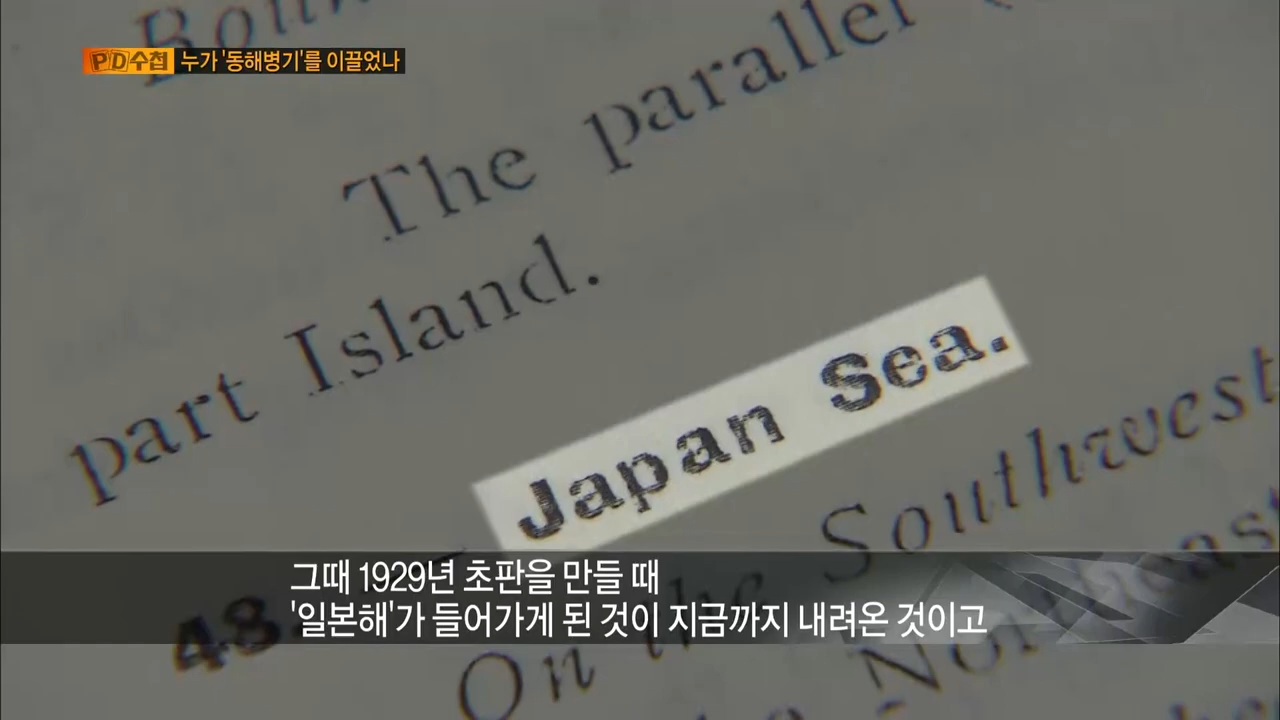 PD수첩 누가 '동해병기'를 이끌었나
The parallel
part Island.
Japan Sea.
48.
On the Southwest
그때 1929년 초판을 만들 때
'일본해'가 들어가게 된 것이 지금까지 내려온 것이고